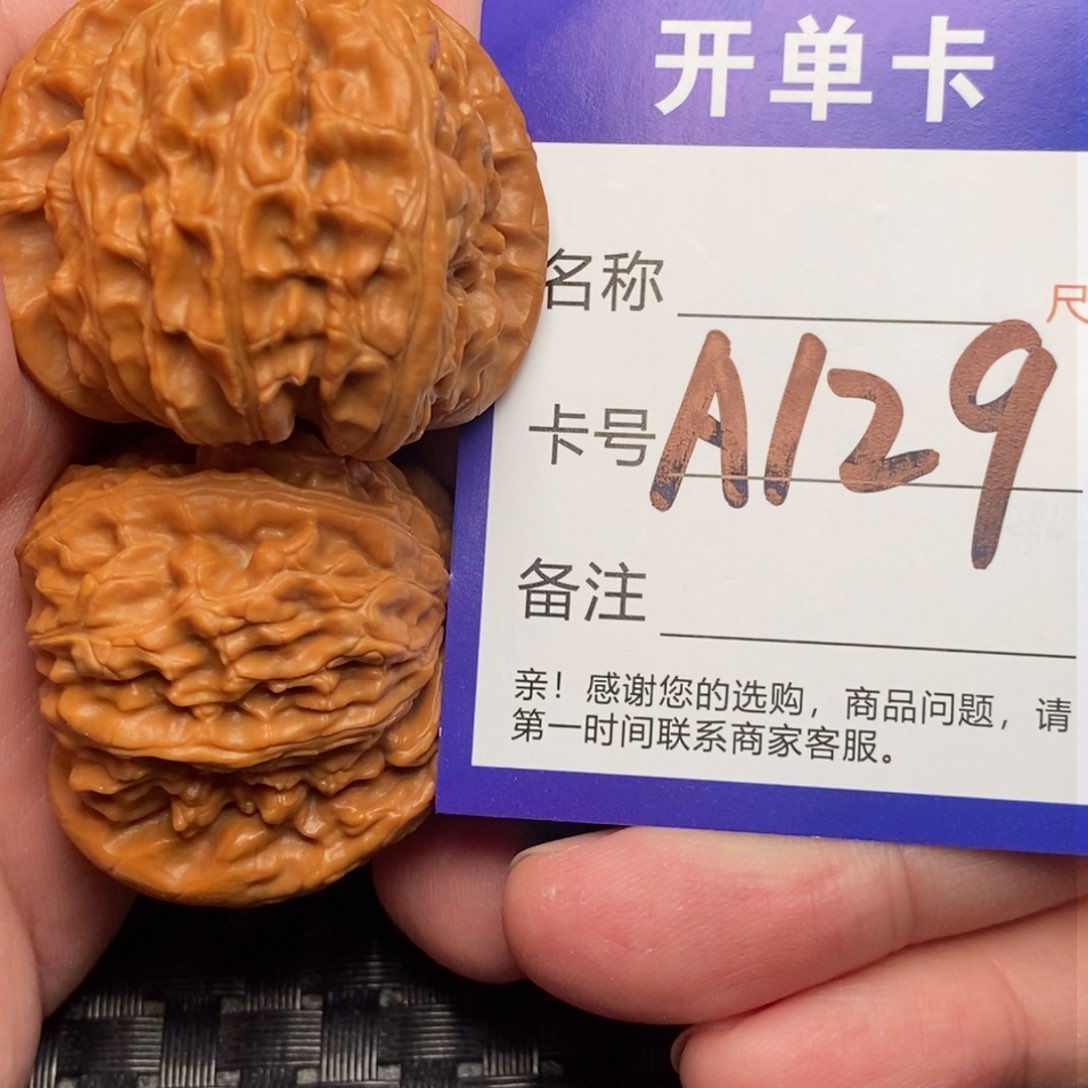 开单卡
名称 尺
卡号 A129
备注
亲！感谢您的选购，商品问题，请
第一时间联系商家客服。